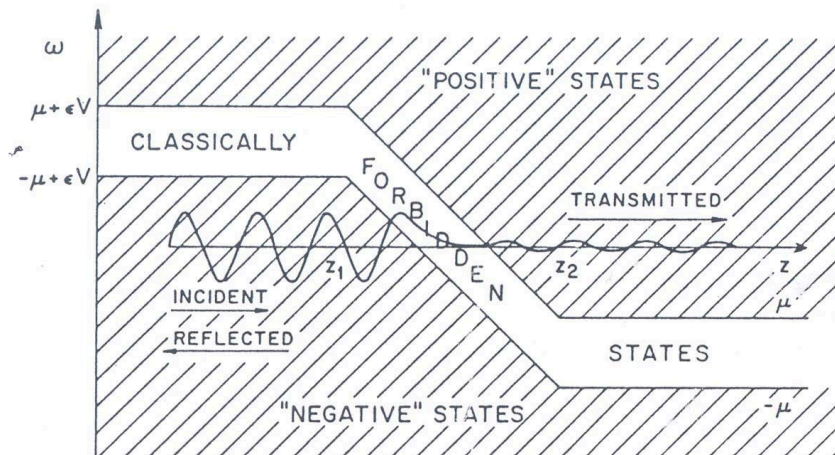 ω
"POSITIVE" STATES
μ + εV
CLASSICALLY
-μ + εV
FORBIDDEN
TRANSMITTED
z₁
z₂
z
INCIDENT
μ
REFLECTED
STATES
-μ
"NEGATIVE" STATES